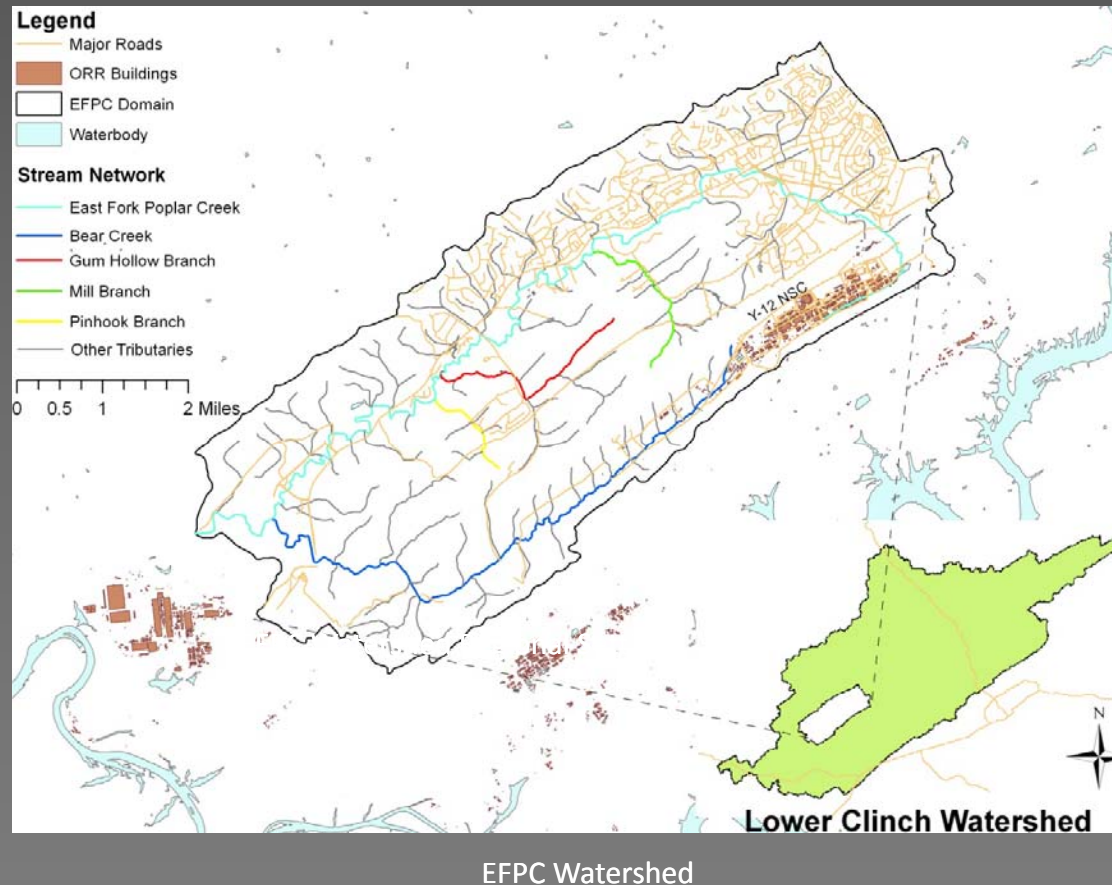 Legend
Major Roads
ORR Buildings
EFPC Domain
Waterbody
Stream Network
East Fork Poplar Creek
Bear Creek
Gum Hollow Branch
Mill Branch
Pinhook Branch
Other Tributaries
0 0.5 1 2 Miles
Y-12 NSC
N
Lower Clinch Watershed
EFPC Watershed